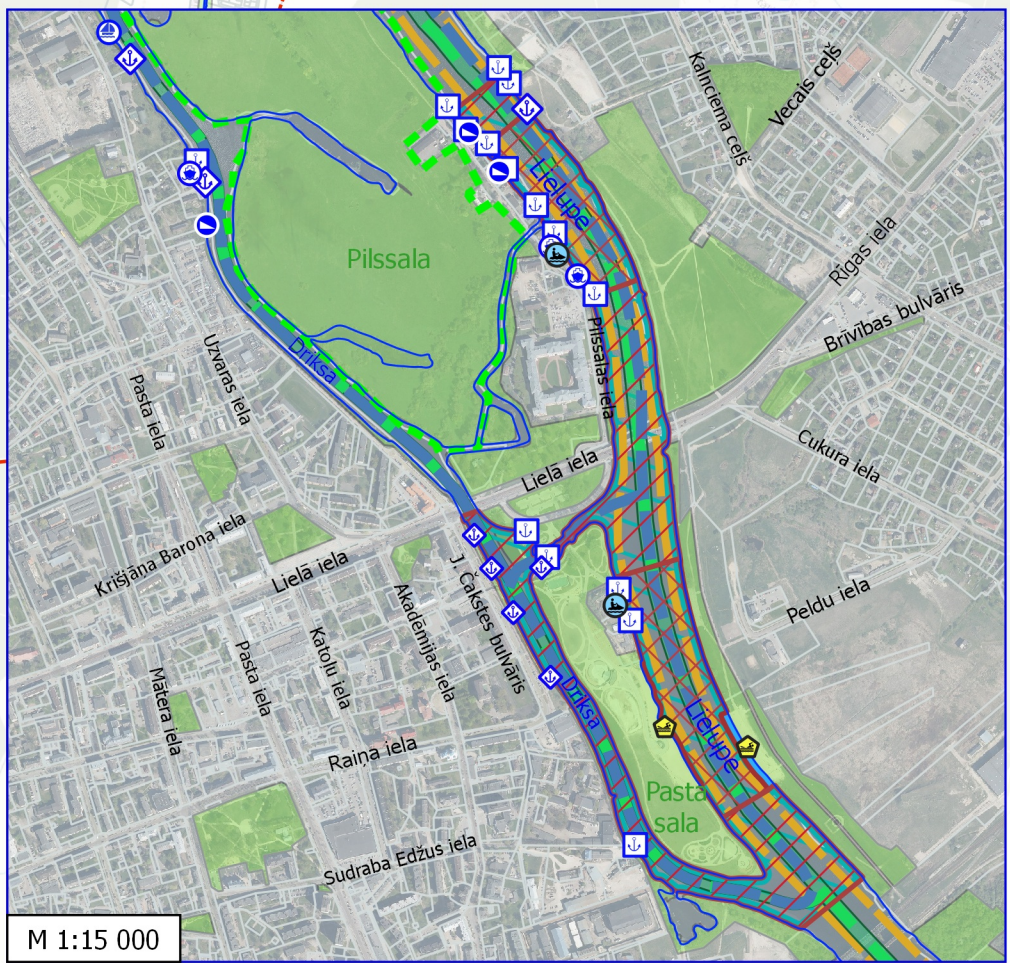 Kalnciema ceļš
Vecais ceļš
Lielupe
Pilssala
Rīgas iela
Brīvības bulvāris
Pilssalas iela
Driksa
Uzvaras iela
Pasta iela
Cukura iela
Lielā iela
Krišjāņa Barona iela
Lielā iela
J. Čakstes bulvāris
Akadēmijas iela
Peldu iela
Katoļu iela
Pasta iela
Mātera iela
Driksa
Lielupe
Raiņa iela
Pasta
sala
Sudraba Edžus iela
M 1:15 000